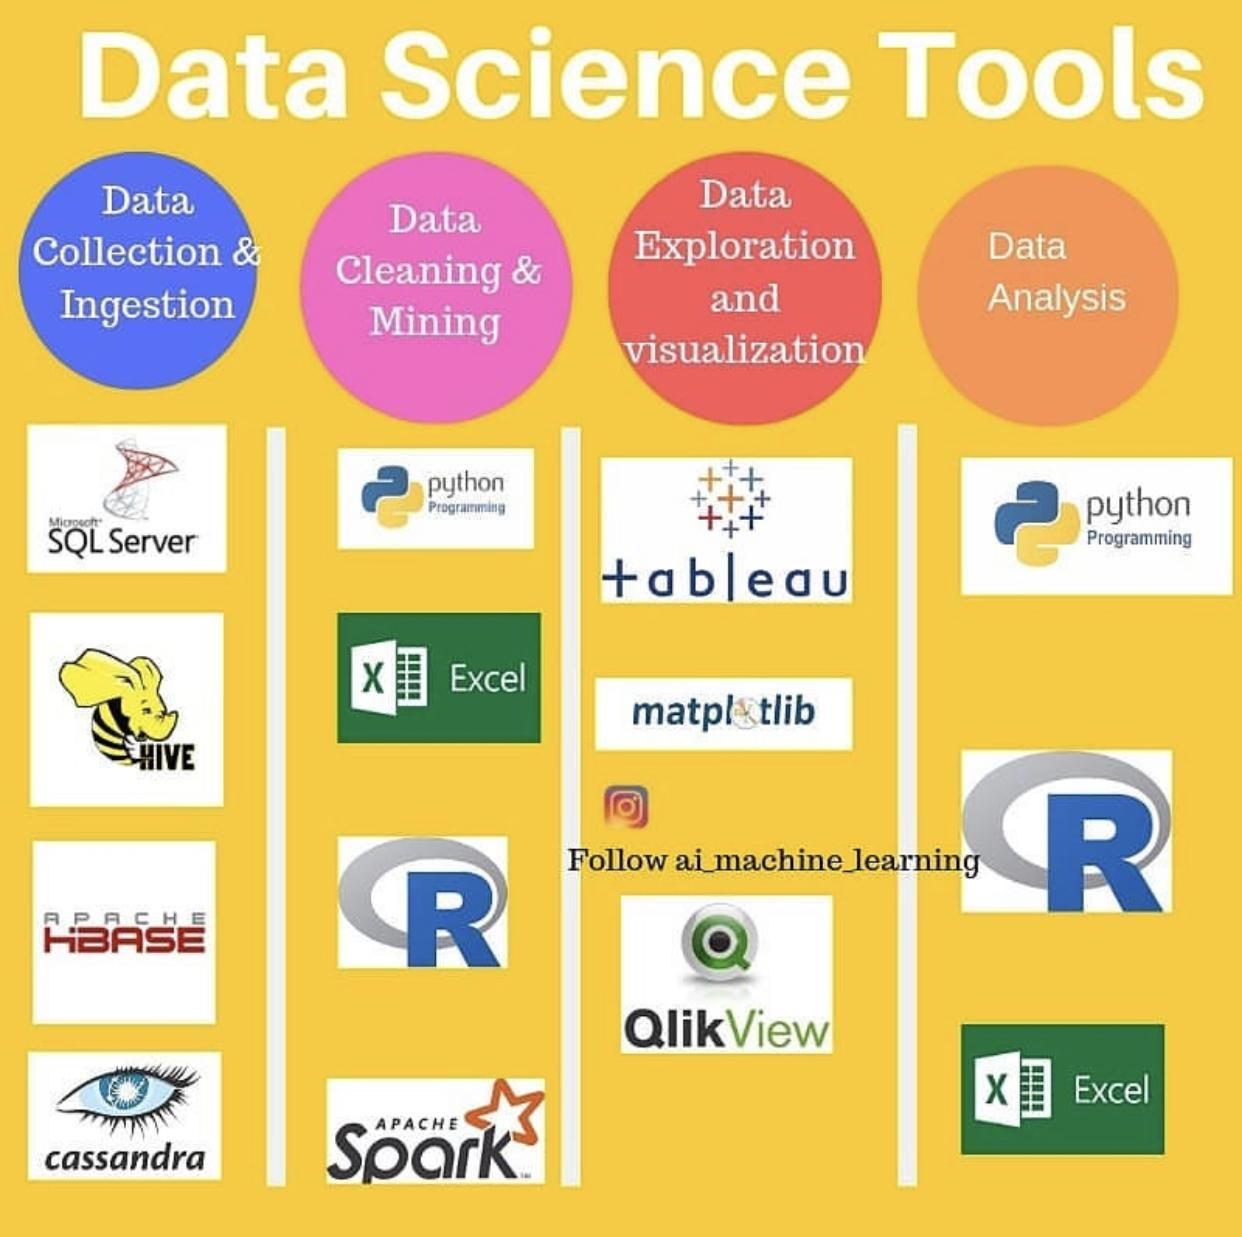 Data Science Tools
Data
Collection &
Ingestion
Data
Cleaning &
Mining
Data
Exploration
and
visualization
Data
Analysis
Microsoft®
SQL Server
HIVE
APACHE
HBASE
cassandra
python
Programming
X Excel
R
APACHE
Spark™
tableau
matplotlib
Follow ai_machine_learning
QlikView
python
Programming
R
X Excel